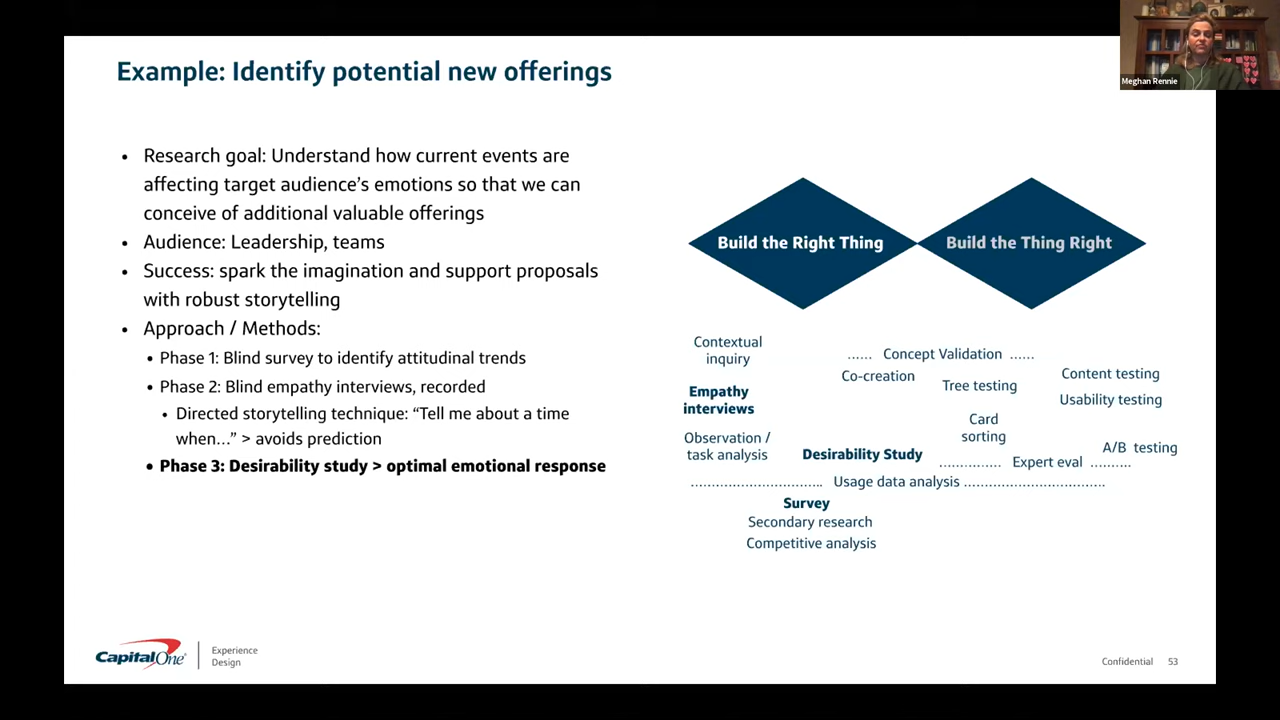 Example: Identify potential new offerings
Meghan Rennie
• Research goal: Understand how current events are
affecting target audience's emotions so that we can
conceive of additional valuable offerings
• Audience: Leadership, teams
• Success: spark the imagination and support proposals
with robust storytelling
• Approach / Methods:
• Phase 1: Blind survey to identify attitudinal trends
• Phase 2: Blind empathy interviews, recorded
• Directed storytelling technique: “Tell me about a time
when...” > avoids prediction
• Phase 3: Desirability study > optimal emotional response
Build the Right Thing
Build the Thing Right
Contextual
inquiry
...... Concept Validation ......
Co-creation
Tree testing
Content testing
Empathy
interviews
Usability testing
Card
sorting
Observation /
task analysis
Desirability Study
A/B testing
.............. Expert eval ..........
.............................. Usage data analysis ..................................
Survey
Secondary research
Competitive analysis
Capital One
Experience
Design
Confidential 53